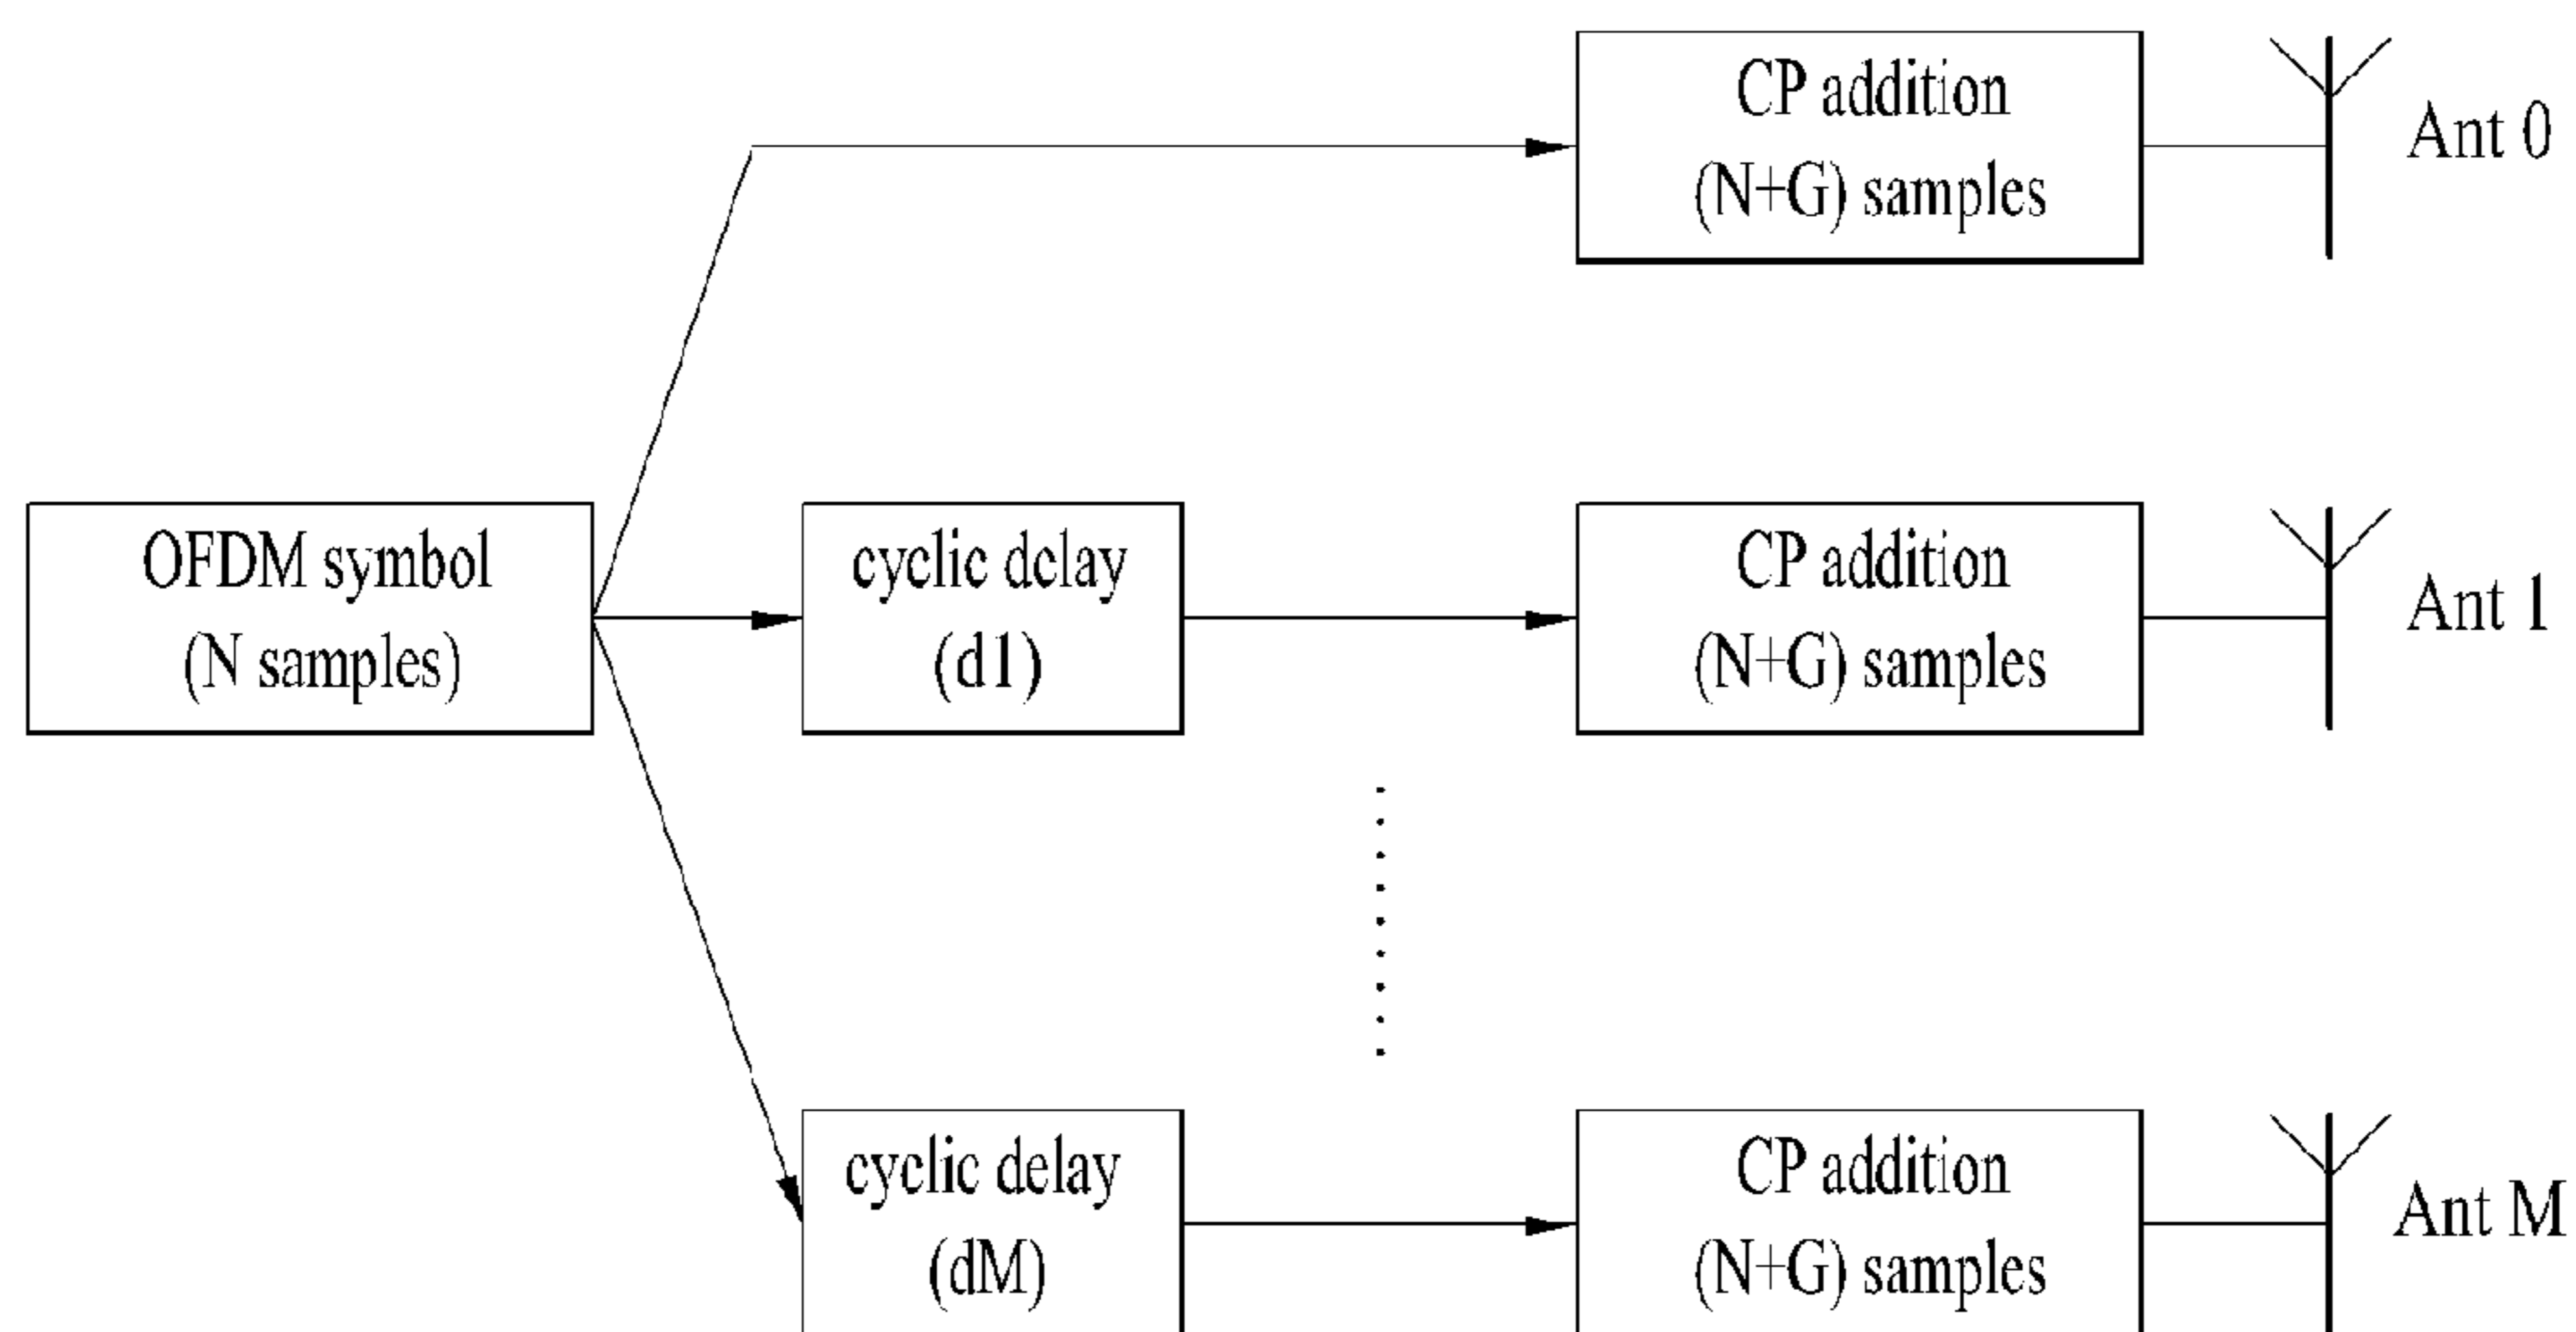 CP addition
(N+G) samples
Ant 0
OFDM symbol
(N samples)
cyclic delay
(d1)
CP addition
(N+G) samples
Ant 1
cyclic delay
(dM)
CP addition
(N+G) samples
Ant M